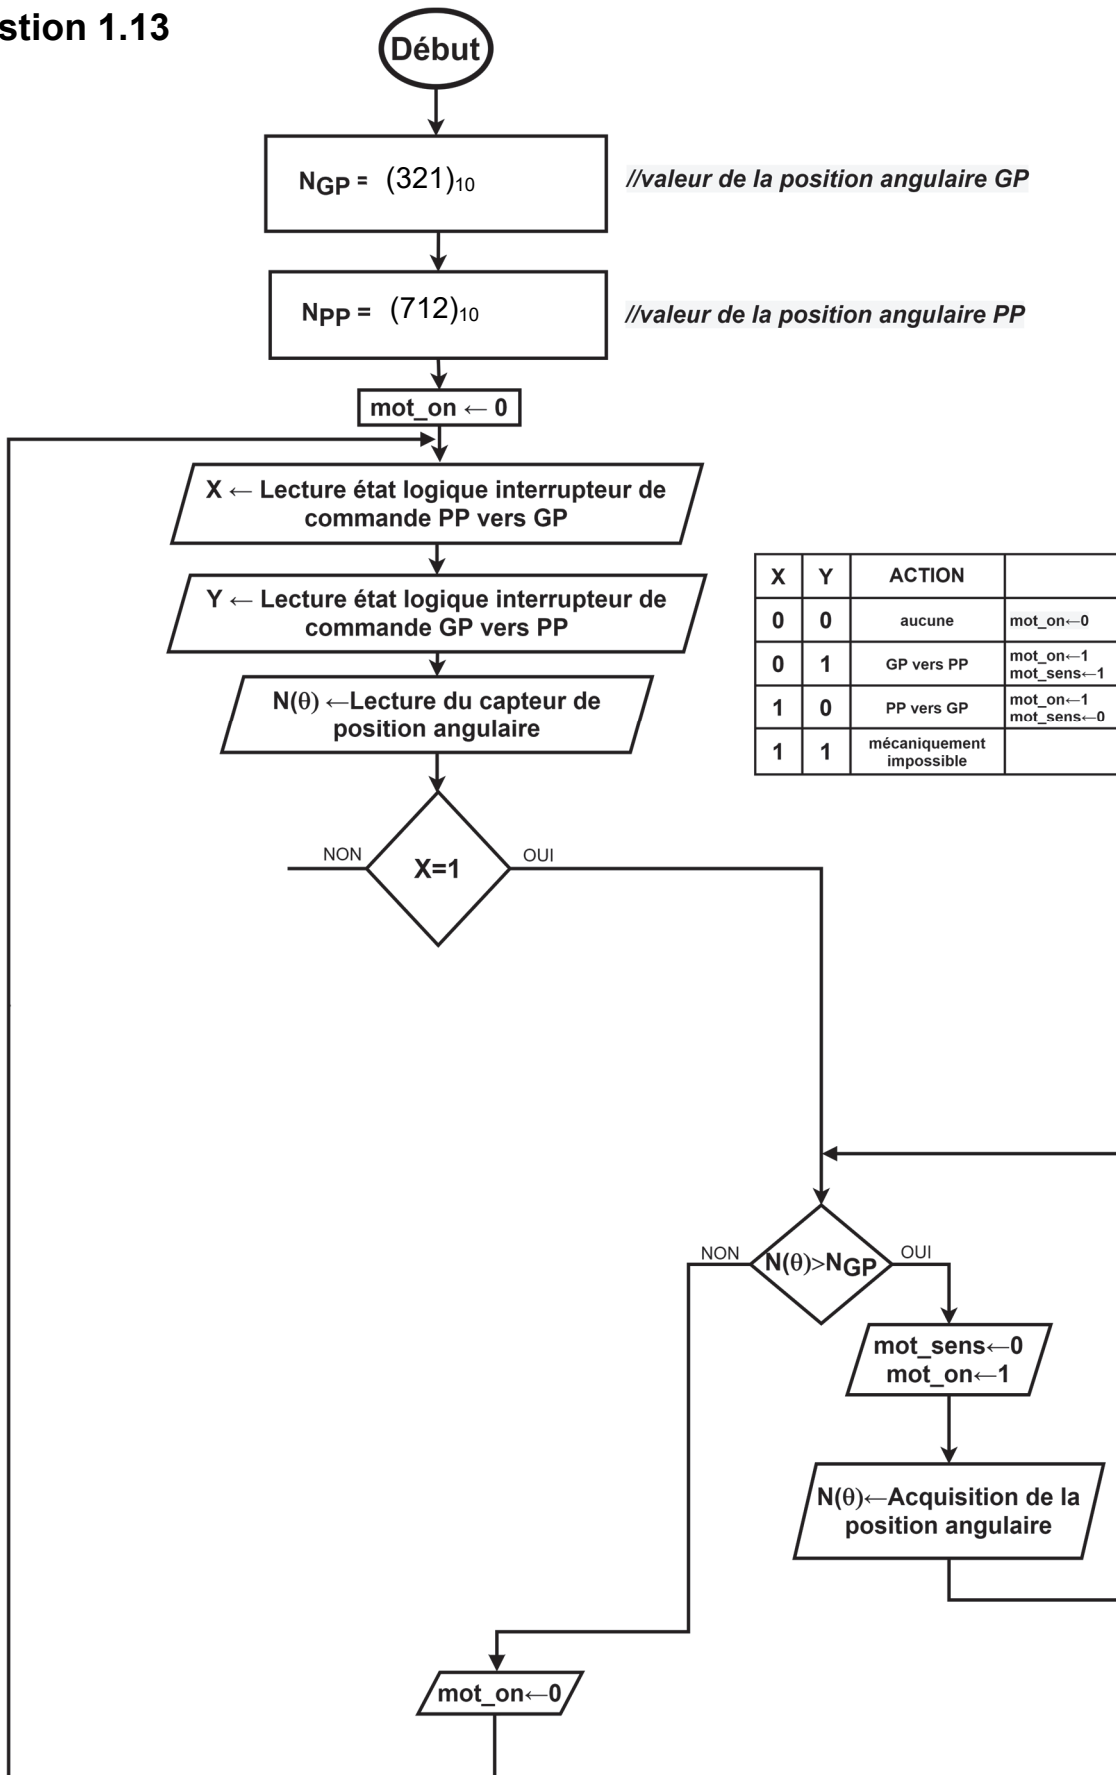 stion 1.13
Début
NGP = (321)10
//valeur de la position angulaire GP
NPP = (712)10
//valeur de la position angulaire PP
mot_on ← 0
X ← Lecture état logique interrupteur de
commande PP vers GP
Y ← Lecture état logique interrupteur de
commande GP vers PP
N(θ) ←Lecture du capteur de
position angulaire
X Y ACTION
0 0 aucune mot_on←0
0 1 GP vers PP mot_on←1
mot_sens←1
1 0 PP vers GP mot_on←1
mot_sens←0
1 1 mécaniquement
impossible
NON X=1 OUI
NON N(θ)>NGP OUI
mot_sens←0
mot_on←1
N(θ)←Acquisition de la
position angulaire
mot_on←0